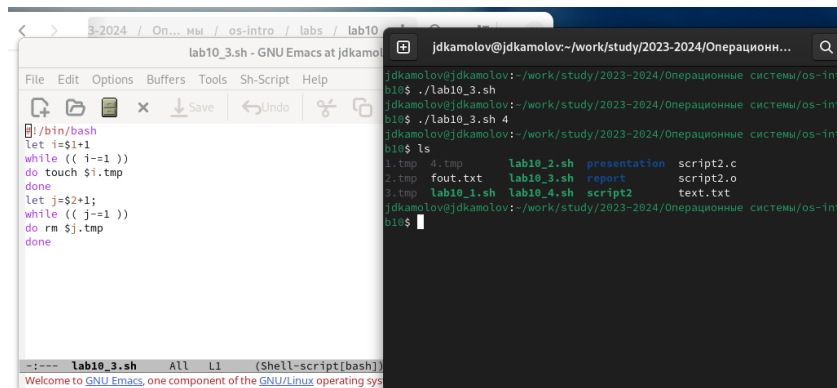 3-2024 / Оп... мы / os-intro / labs / lab10
lab10_3.sh - GNU Emacs at jdkamol
File Edit Options Buffers Tools Sh-Script Help
Save Undo
#!/bin/bash
let i=$1+1
while (( i-=1 ))
do touch $i.tmp
done
let j=$2+1;
while (( j-=1 ))
do rm $j.tmp
done
-:--- lab10_3.sh All L1 (Shell-script[bash])
Welcome to GNU Emacs, one component of the GNU/Linux operating sys
jdkamolov@jdkamolov:~/work/study/2023-2024/Операционн...
jdkamolov@jdkamolov:~/work/study/2023-2024/Операционные системы/os-in
b10$ ./lab10_3.sh
jdkamolov@jdkamolov:~/work/study/2023-2024/Операционные системы/os-in
b10$ ./lab10_3.sh 4
jdkamolov@jdkamolov:~/work/study/2023-2024/Операционные системы/os-in
b10$ ls
1.tmp 4.tmp lab10_2.sh presentation script2.c
2.tmp fout.txt lab10_3.sh report script2.o
3.tmp lab10_1.sh lab10_4.sh script2 text.txt
jdkamolov@jdkamolov:~/work/study/2023-2024/Операционные системы/os-in
b10$